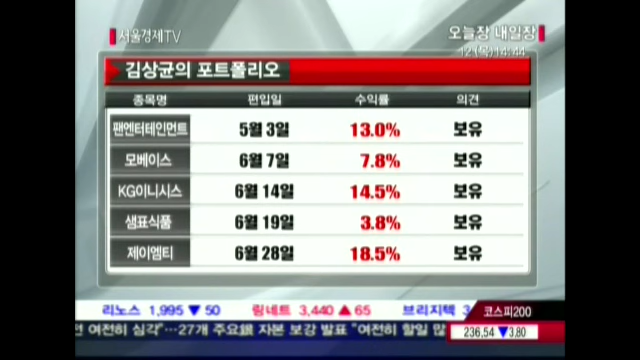 서울경제TV
오늘장 내일장
12(목)14:44
김상균의 포트폴리오
종목명 편입일 수익률 의견
팬엔터테인먼트 5월 3일 13.0% 보유
모베이스 6월 7일 7.8% 보유
KG이니시스 6월 14일 14.5% 보유
샘표식품 6월 19일 3.8% 보유
제이엠티 6월 28일 18.5% 보유
리노스 1,995 ▼ 50 링네트 3,440 ▲ 65 브리지텍 3 코스피200
전 여전히 심각"…27개 주요銀 자본 보강 발표 "여전히 할일 많 236.54 ▼3.80